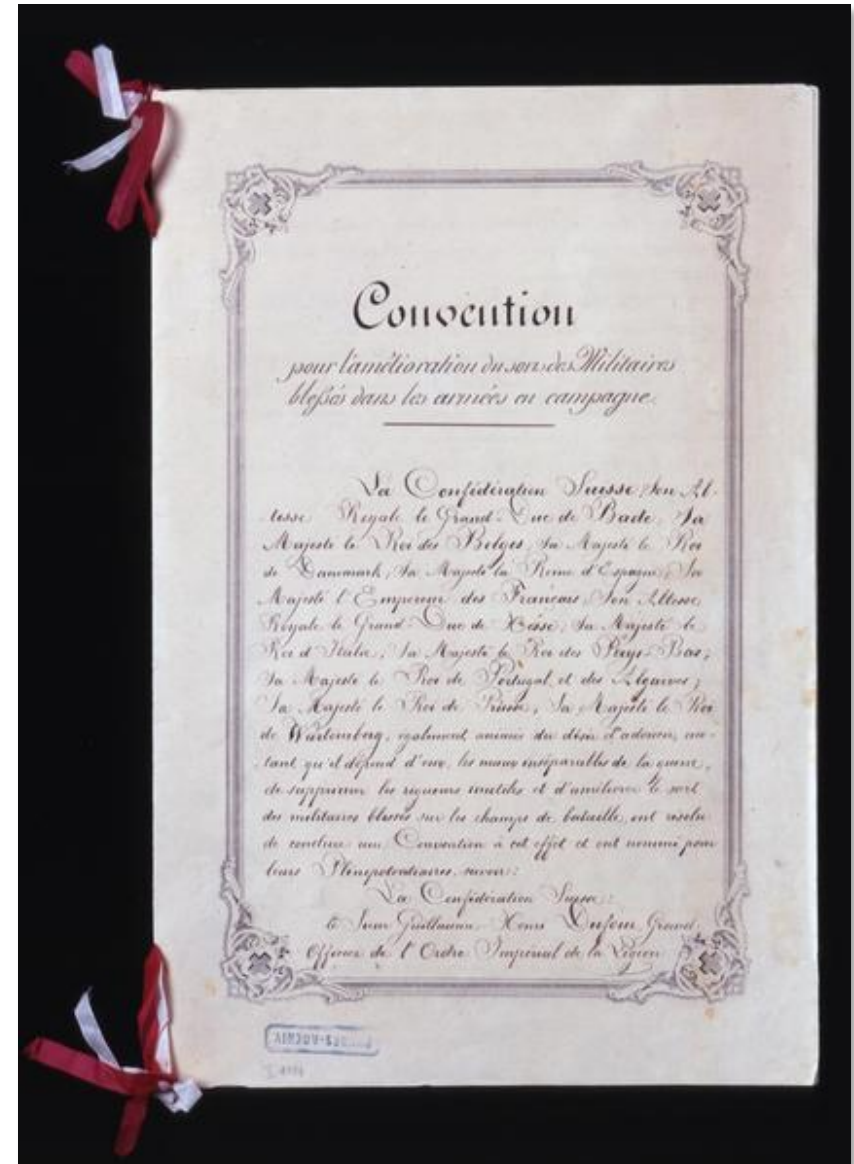 Convention
pour l'amélioration du sort des Militaires
blessés dans les armées en campagne.
La Confédération Suisse; Son Al-
tesse Royale le Grand-Duc de Bade, Sa
Majesté le Roi des Belges, Sa Majesté le Roi
de Danemark, Sa Majesté la Reine d'Espagne, Sa
Majesté l'Empereur des Français, Son Altesse
Royale le Grand-Duc de Hesse, Sa Majesté le
Roi d'Italie, Sa Majesté le Roi des Pays-Bas,
Sa Majesté le Roi de Portugal et des Algarves,
Sa Majesté le Roi de Prusse, Sa Majesté le Roi
de Wurtemberg, également animés du désir d'adoucir, au-
tant qu'il dépend d'eux, les maux inséparables de la guerre,
de supprimer les rigueurs inutiles et d'améliorer le sort
des militaires blessés sur les champs de bataille, ont résolu
de conclure une Convention à cet effet et ont nommé pour
leurs Plénipotentiaires, savoir:
La Confédération Suisse:
le Sieur Guillaume-Henri Dufour, Grand
Officier de l'Ordre Impérial de la Légion
BUNDES-ARCHIV